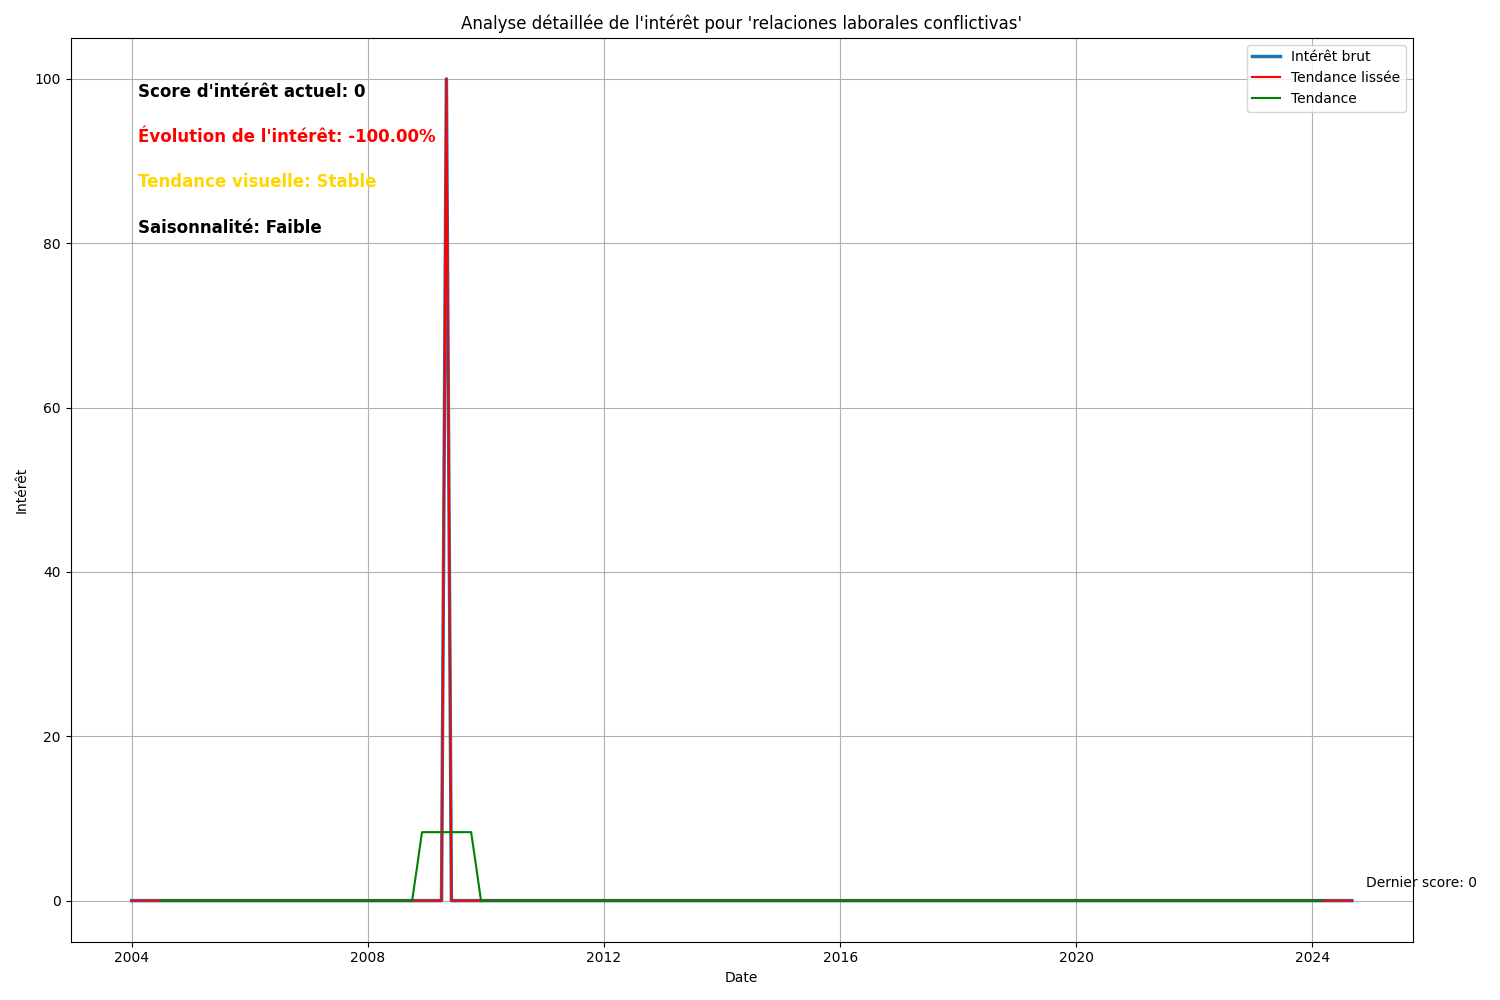 Analyse détaillée de l'intérêt pour 'relaciones laborales conflictivas'
Intérêt brut
Tendance lissée
Tendance
Score d'intérêt actuel: 0
Évolution de l'intérêt: -100.00%
Tendance visuelle: Stable
Saisonnalité: Faible
100
80
60
40
20
0
Intérêt
Dernier score: 0
2004 2008 2012 2016 2020 2024
Date